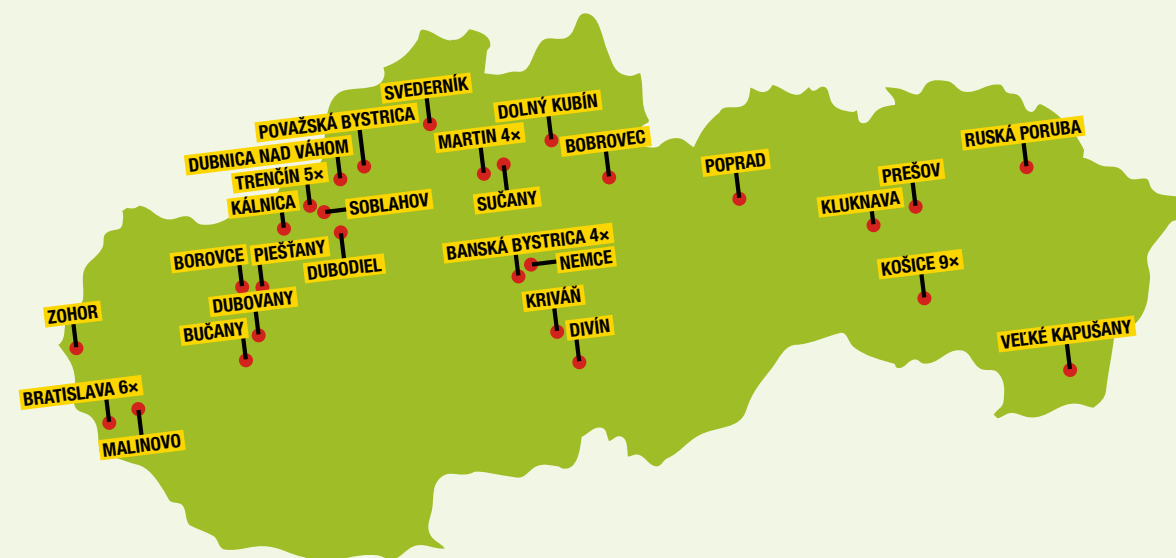 SVEDERNÍK
DOLNÝ KUBÍN
POVAŽSKÁ BYSTRICA
MARTIN 4×
BOBROVEC
RUSKÁ PORUBA
DUBNICA NAD VÁHOM
POPRAD
TRENČÍN 5×
PREŠOV
KÁLNICA
SOBLAHOV
SUČANY
KLUKNAVA
BANSKÁ BYSTRICA 4×
BOROVCE
PIEŠŤANY
NEMCE
DUBODIEL
KOŠICE 9×
DUBOVANY
KRIVÁŇ
ZOHOR
BUČANY
DIVÍN
VEĽKÉ KAPUŠANY
BRATISLAVA 6×
MALINOVO